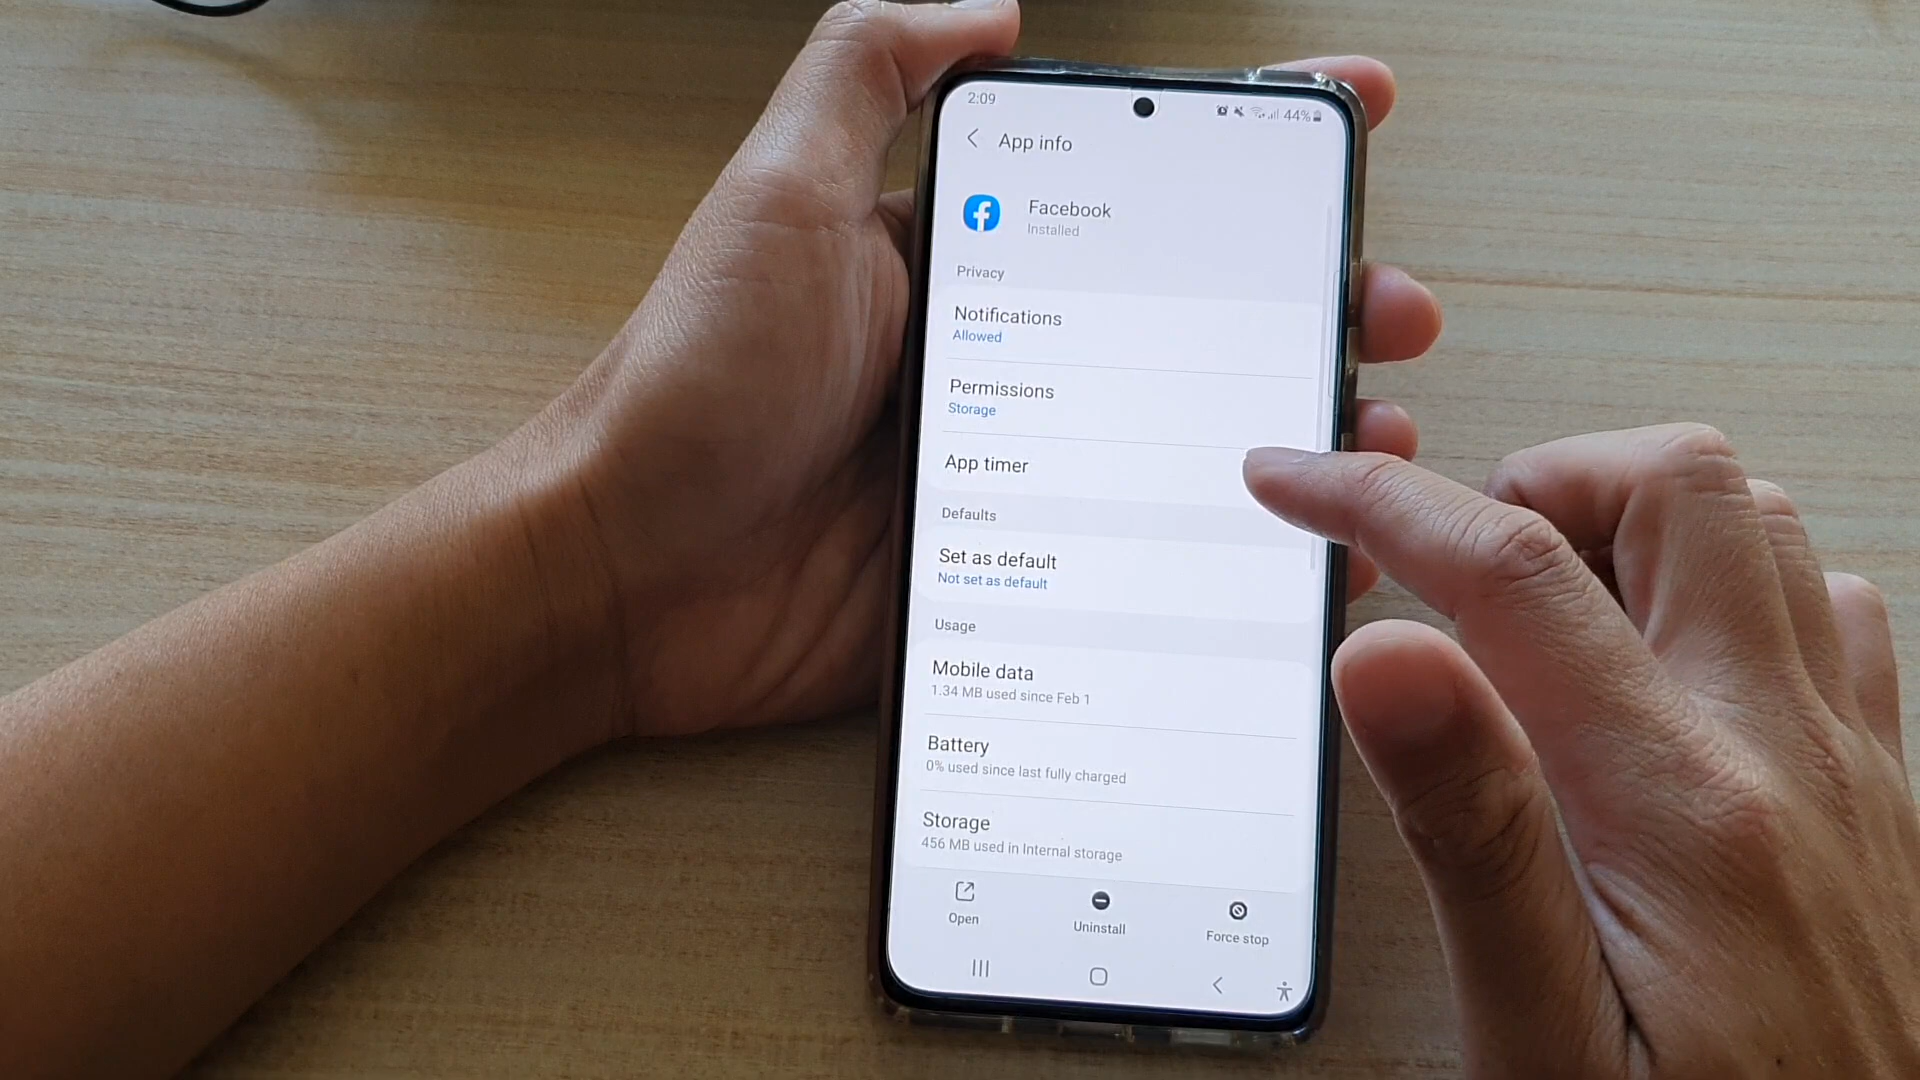 2:09
44%
App info
Facebook
Installed
Privacy
Notifications
Allowed
Permissions
Storage
App timer
Defaults
Set as default
Not set as default
Usage
Mobile data
1.34 MB used since Feb 1
Battery
0% used since last fully charged
Storage
456 MB used in Internal storage
Open
Uninstall
Force stop